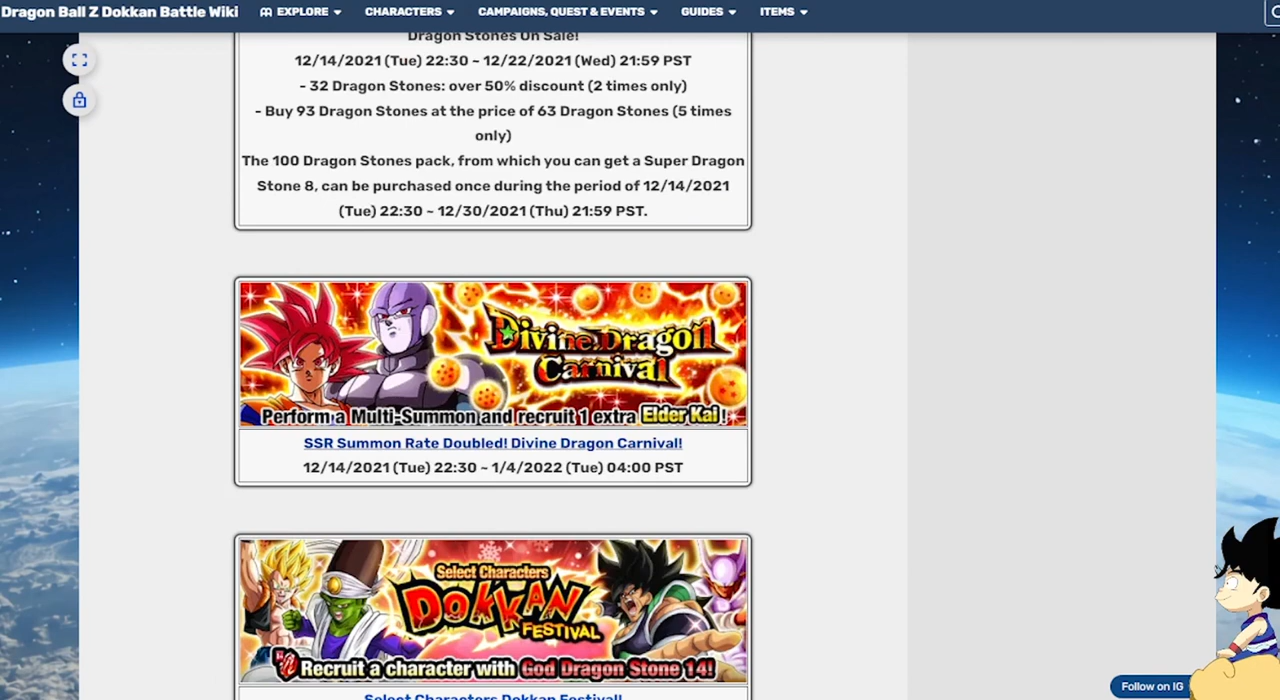 Dragon Ball Z Dokkan Battle Wiki
EXPLORE
CHARACTERS
CAMPAIGNS, QUEST & EVENTS
GUIDES
ITEMS
Dragon Stones On Sale!
12/14/2021 (Tue) 22:30 ~ 12/22/2021 (Wed) 21:59 PST
- 32 Dragon Stones: over 50% discount (2 times only)
- Buy 93 Dragon Stones at the price of 63 Dragon Stones (5 times
only)
The 100 Dragon Stones pack, from which you can get a Super Dragon
Stone 8, can be purchased once during the period of 12/14/2021
(Tue) 22:30 ~ 12/30/2021 (Thu) 21:59 PST.
Divine Dragon
Carnival
Perform a Multi-Summon and recruit 1 extra Elder Kai!
SSR Summon Rate Doubled! Divine Dragon Carnival!
12/14/2021 (Tue) 22:30 ~ 1/4/2022 (Tue) 04:00 PST
Select Characters
DOKKAN
FESTIVAL
Recruit a character with God Dragon Stone 14!
Select Characters Dokkan Festival!
Follow on IG